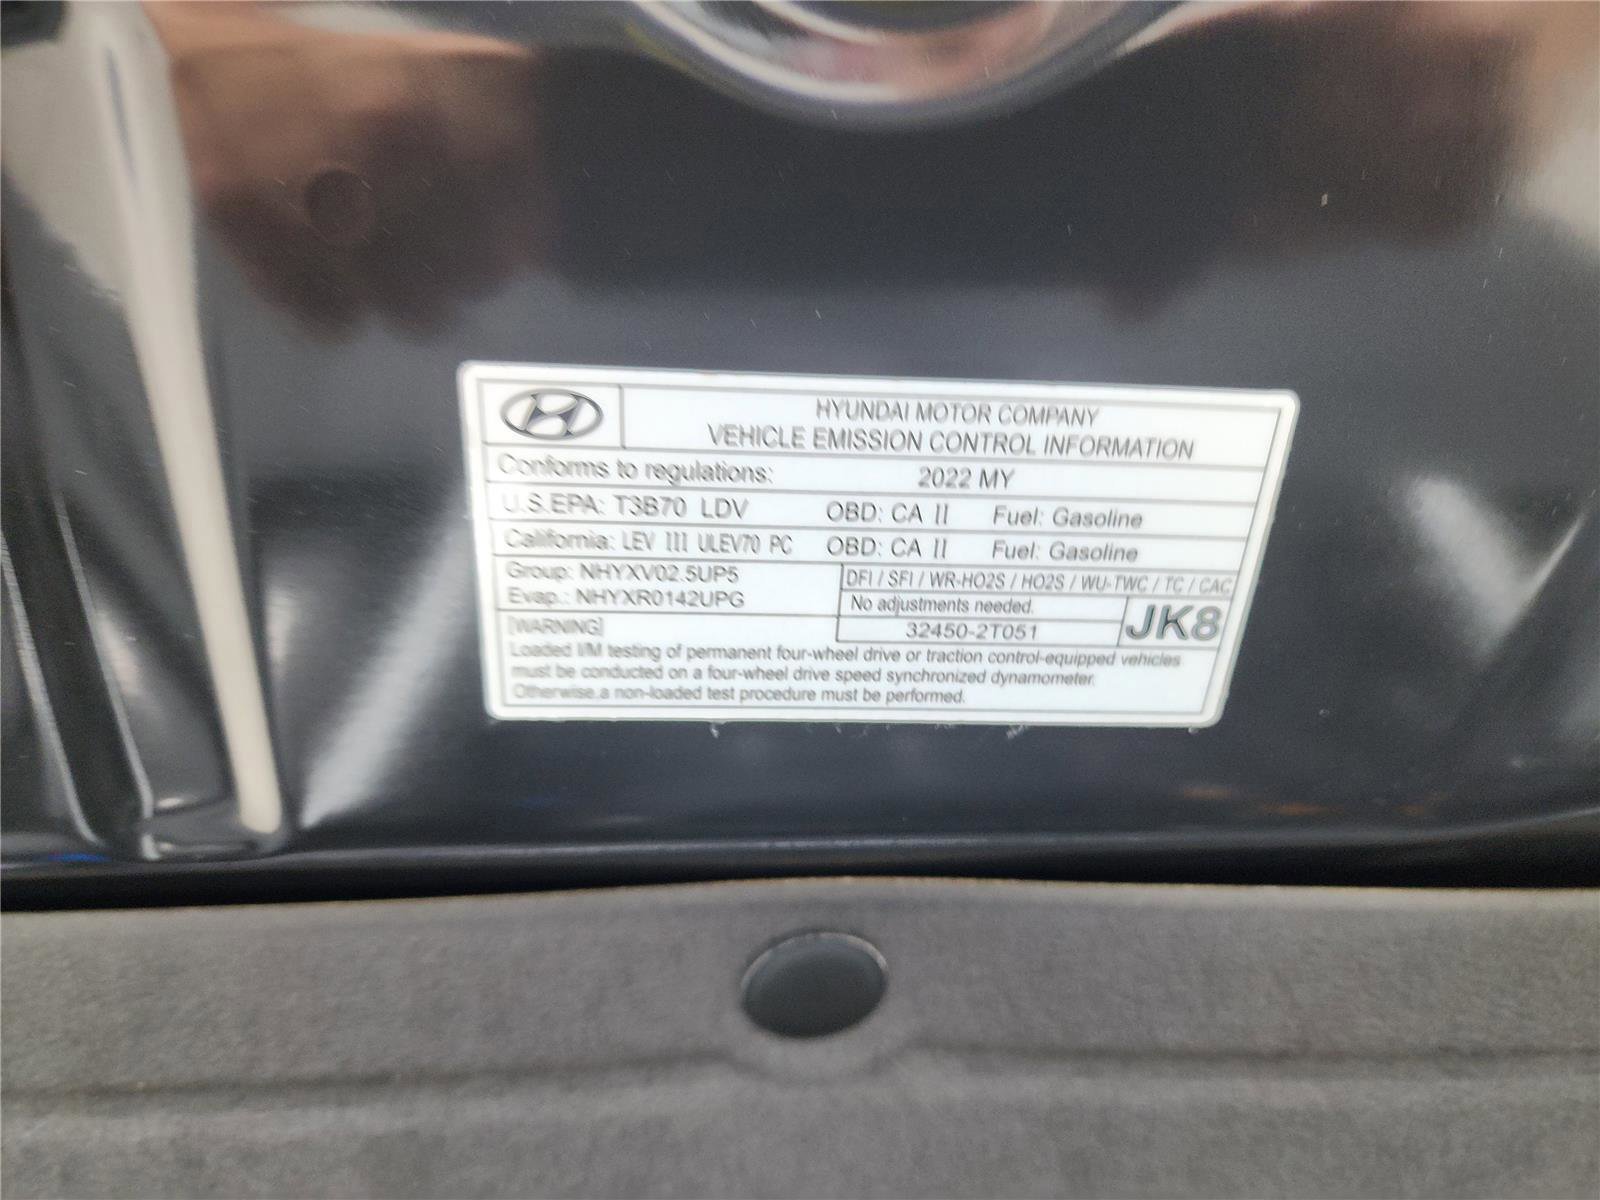 HYUNDAI MOTOR COMPANY
VEHICLE EMISSION CONTROL INFORMATION
Conforms to regulations: 2022 MY
U.S.EPA: T3B70 LDV OBD: CA II Fuel: Gasoline
California: LEV III ULEV70 PC OBD: CA II Fuel: Gasoline
Group: NHYXV02.5UP5
Evap.: NHYXR0142UPG
DFI / SFI / WR-HO2S / HO2S / WU-TWC / TC / CAC
No adjustments needed.
32450-2T051
JK8
[WARNING]
Loaded I/M testing of permanent four-wheel drive or traction control-equipped vehicles
must be conducted on a four-wheel drive speed synchronized dynamometer.
Otherwise,a non-loaded test procedure must be performed.